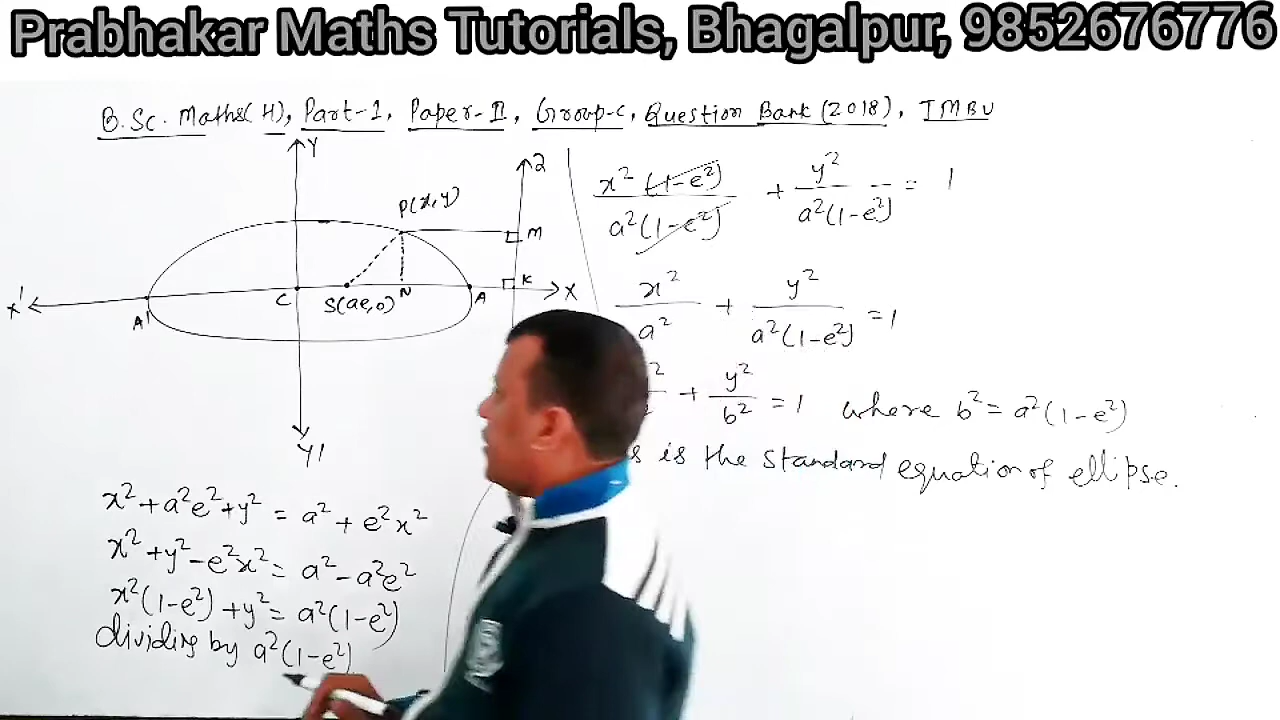 Prabhakar Maths Tutorials, Bhagalpur, 9852676776
B.Sc. Maths(H), Part-1, Paper-II, Group-C, Question Bank (2018), TMBU
Y
Z
P(x,y)
M
X' A' C S(ae,0) N A K X
Y'
x²+a²e²+y² = a²+e²x²
x²+y²-e²x² = a²-a²e²
x²(1-e²)+y² = a²(1-e²)
dividing by a²(1-e²)
x²(1-e²)/a²(1-e²) + y²/a²(1-e²) = 1
x²/a² + y²/a²(1-e²) = 1
+ y²/b² = 1 where b² = a²(1-e²)
is the standard equation of ellipse.